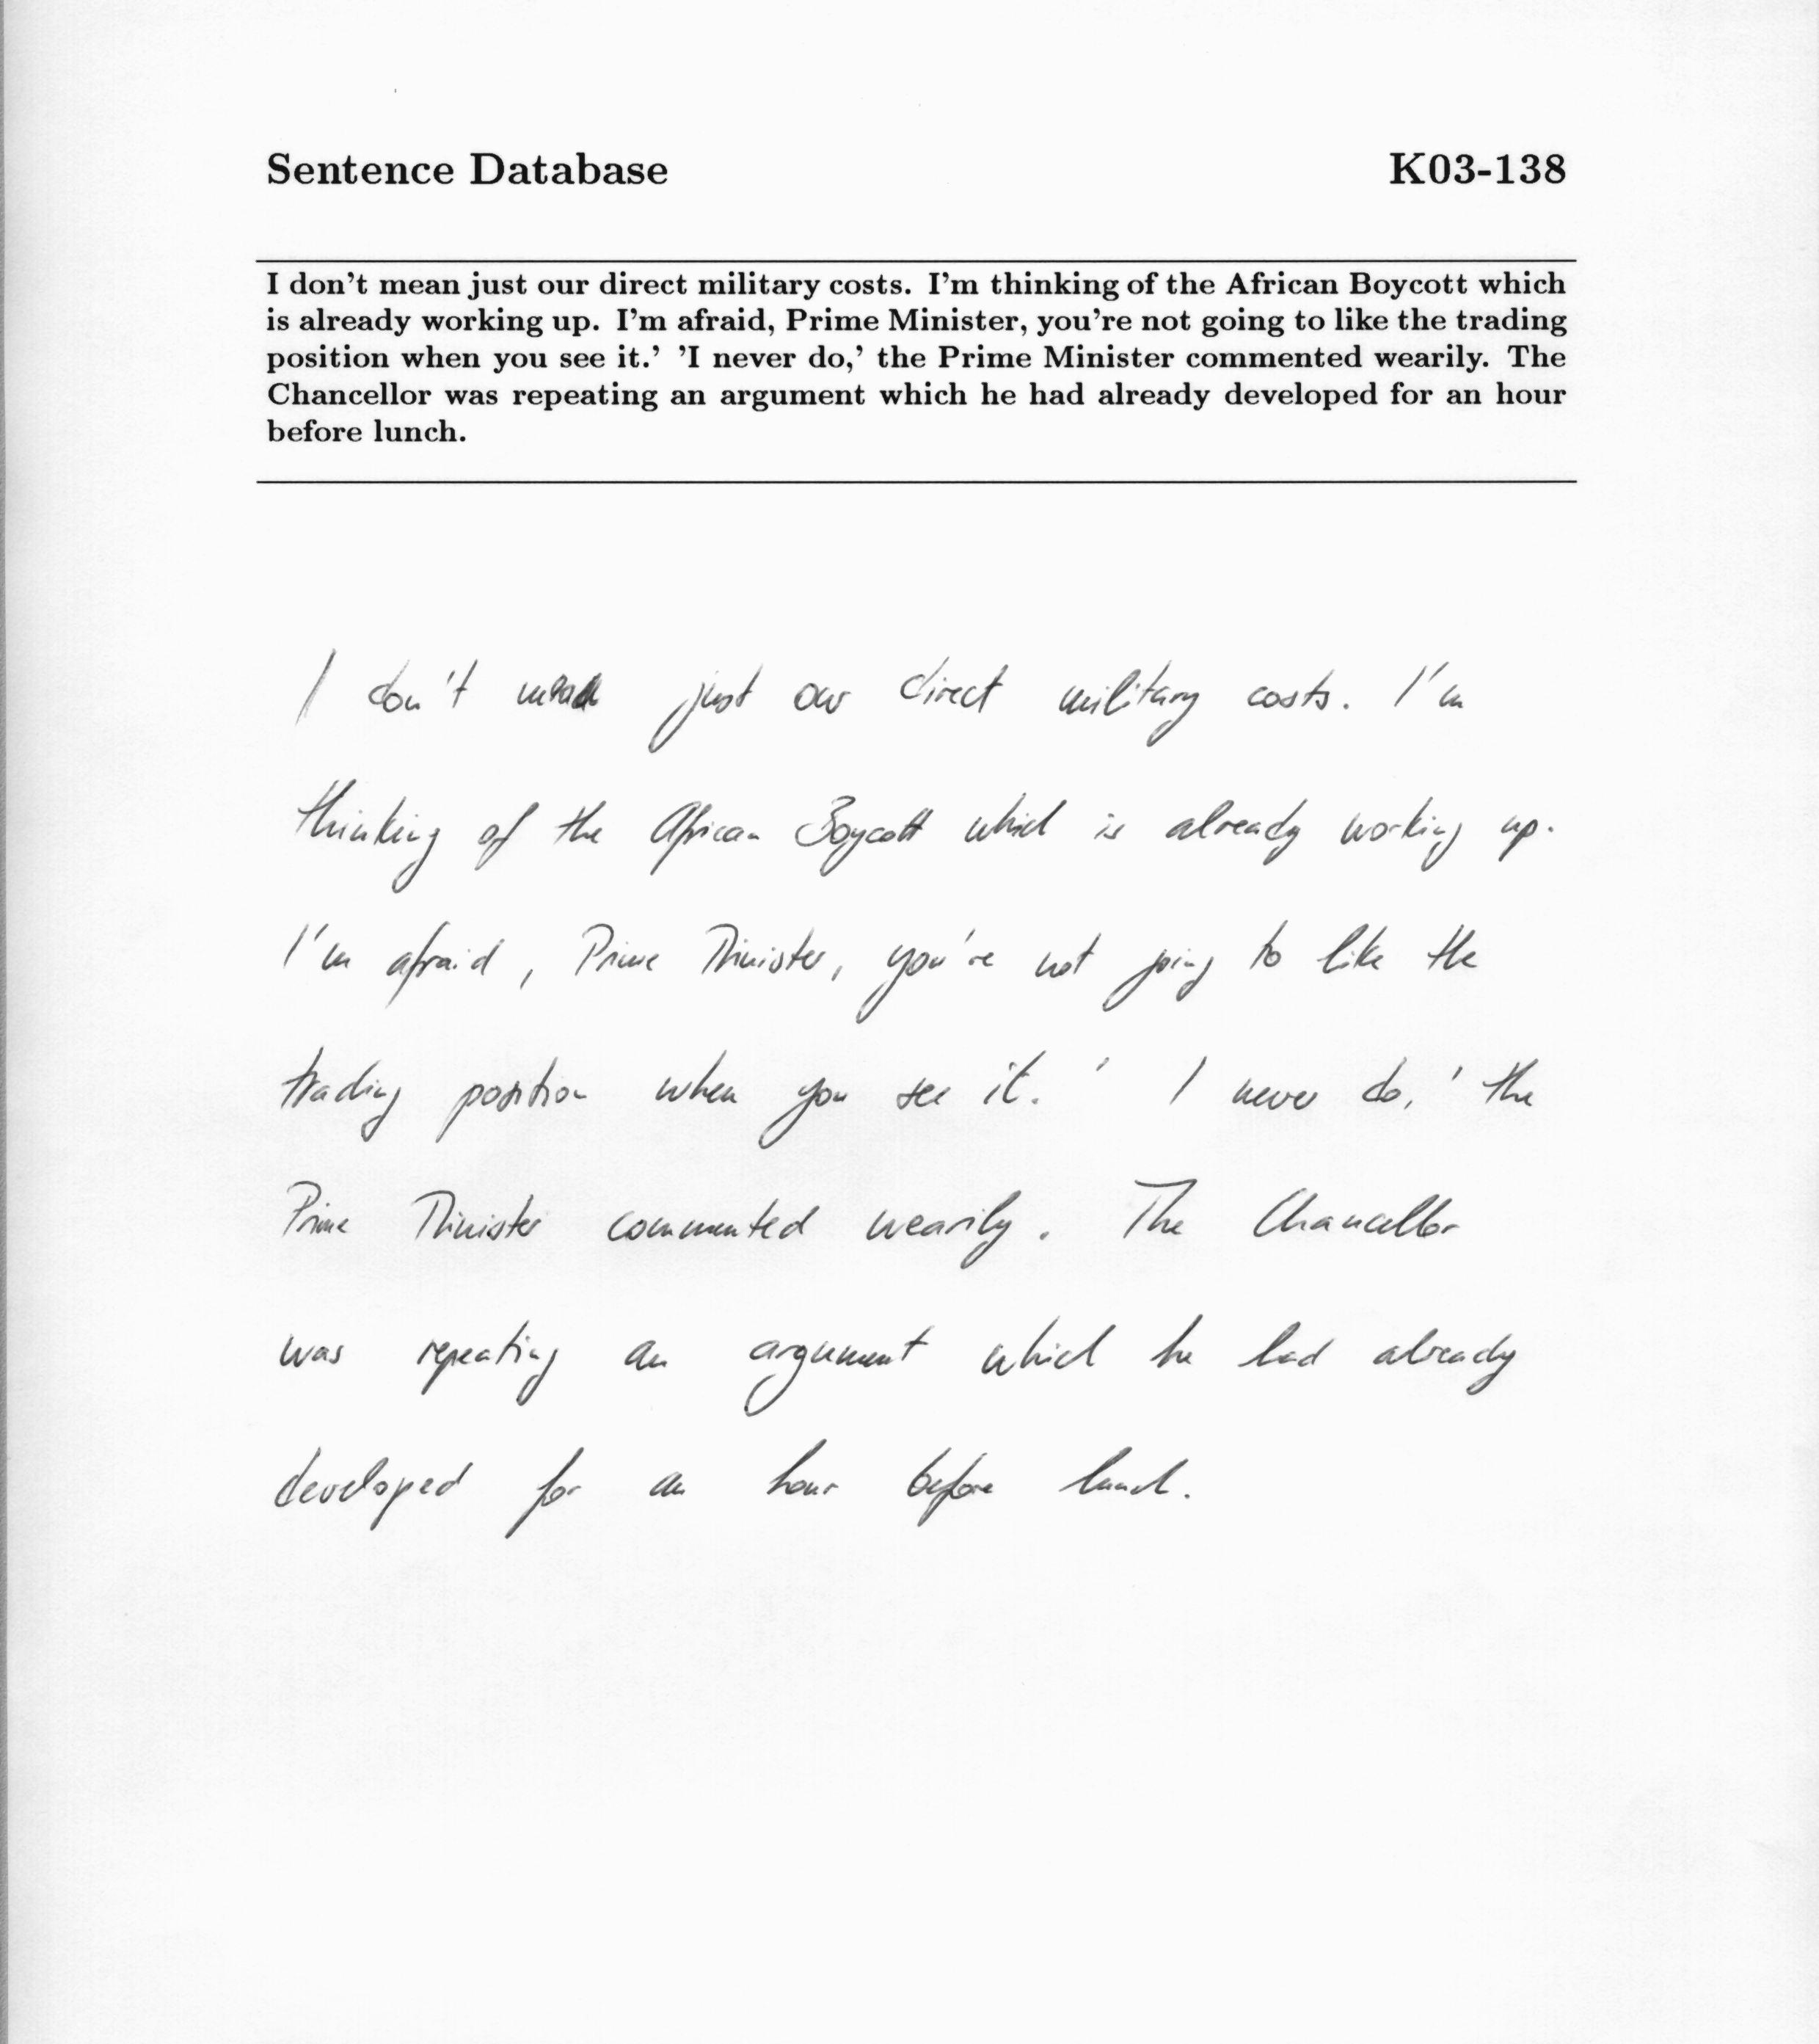 Sentence Database K03-138
I don't mean just our direct military costs. I'm thinking of the African Boycott which
is already working up. I'm afraid, Prime Minister, you're not going to like the trading
position when you see it.' 'I never do,' the Prime Minister commented wearily. The
Chancellor was repeating an argument which he had already developed for an hour
before lunch.
I don't mean just our direct military costs. I'm
thinking of the African Boycott which is already working up.
I'm afraid, Prime Minister, you're not going to like the
trading position when you see it.' I never do,' the
Prime Minister commented wearily. The Chancellor
was repeating an argument which he had already
developed for an hour before lunch.